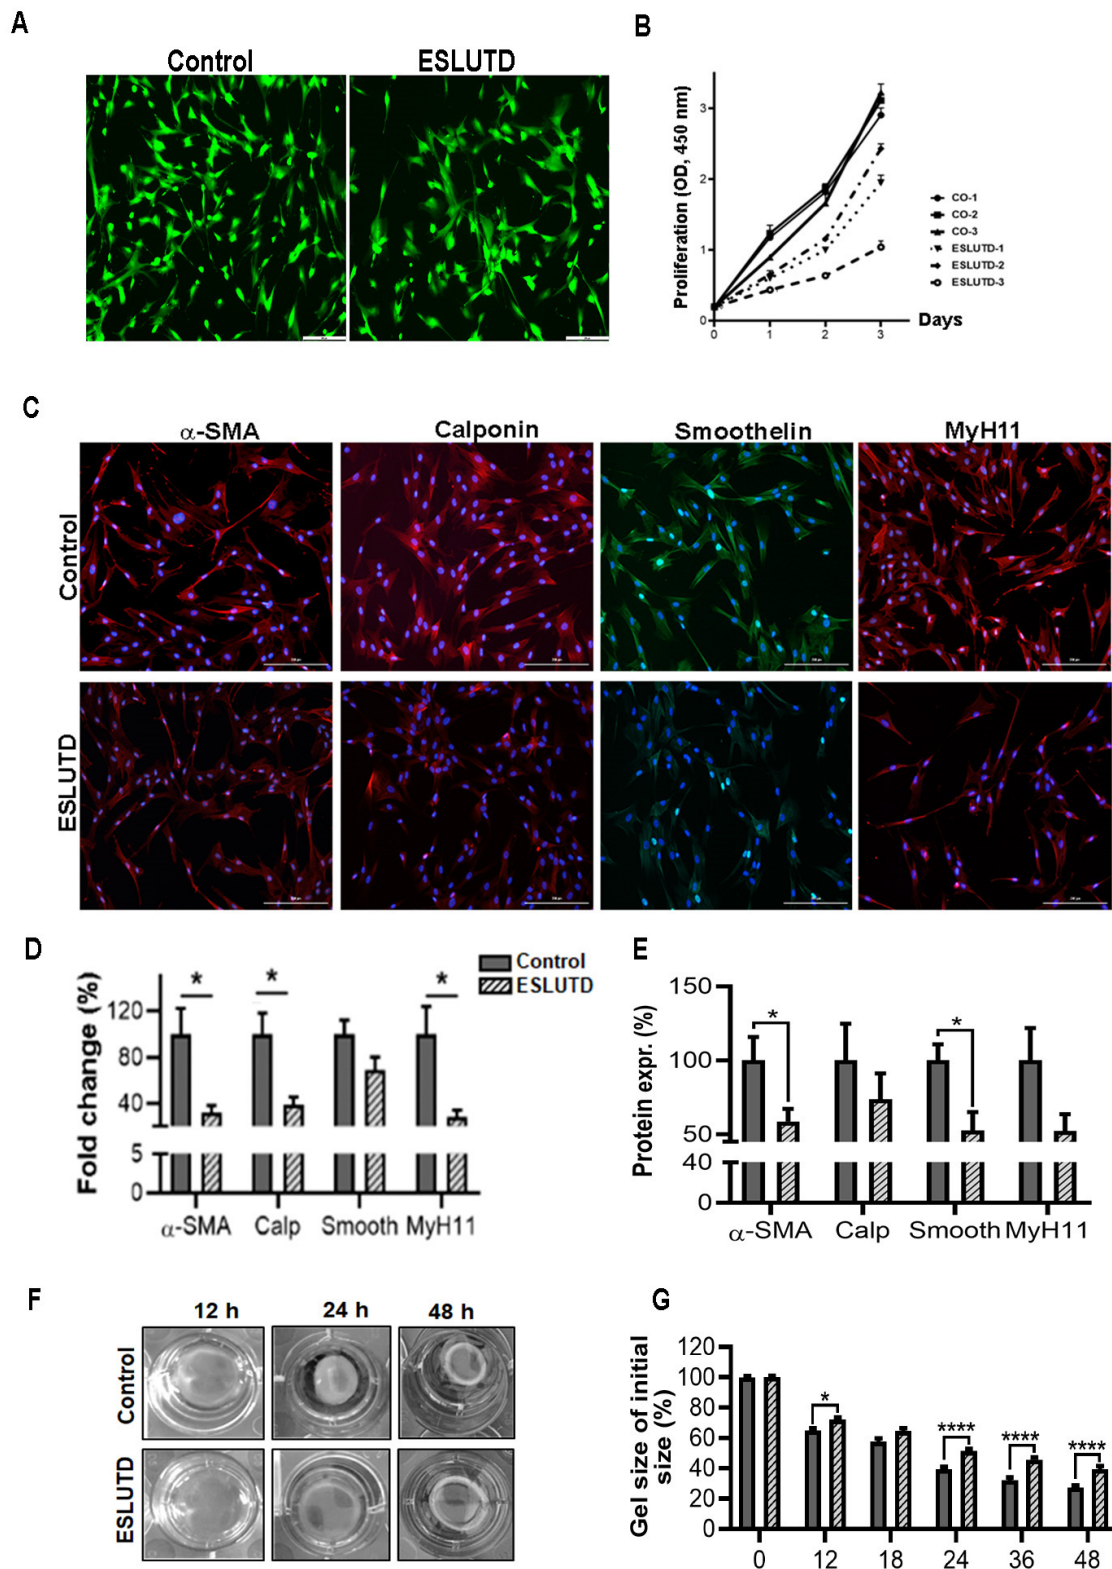 A
Control
ESLUTD
B
Proliferation (OD, 450 nm)
3
2
1
0
0
1
2
3
Days
CO-1
CO-2
CO-3
ESLUTD-1
ESLUTD-2
ESLUTD-3
C
α-SMA
Calponin
Smoothelin
MyH11
Control
ESLUTD
D
Fold change (%)
120
80
40
5
0
* * *
Control
ESLUTD
α-SMA Calp Smooth MyH11
E
Protein expr. (%)
150
100
50
40
0
* *
α-SMA Calp Smooth MyH11
F
12 h
24 h
48 h
Control
ESLUTD
G
Gel size of initial
size (%)
120
100
80
60
40
20
0
* **** **** ****
0 12 18 24 36 48